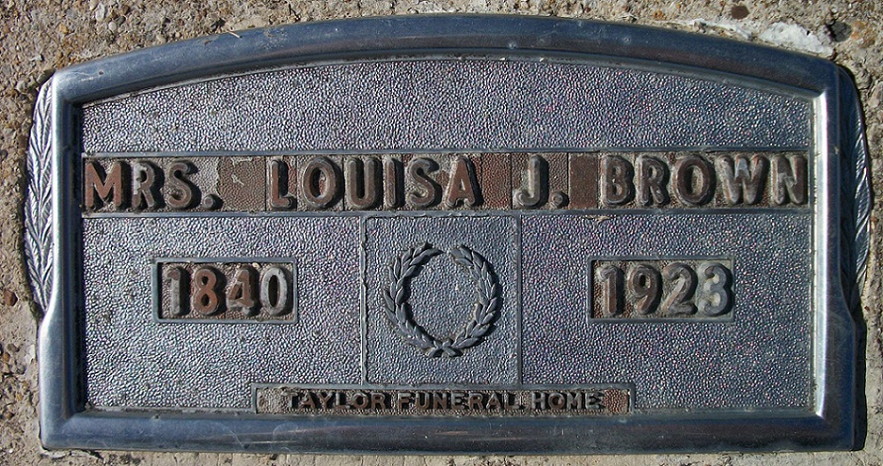 MRS. LOUISA J. BROWN
1840 1923
TAYLOR FUNERAL HOME